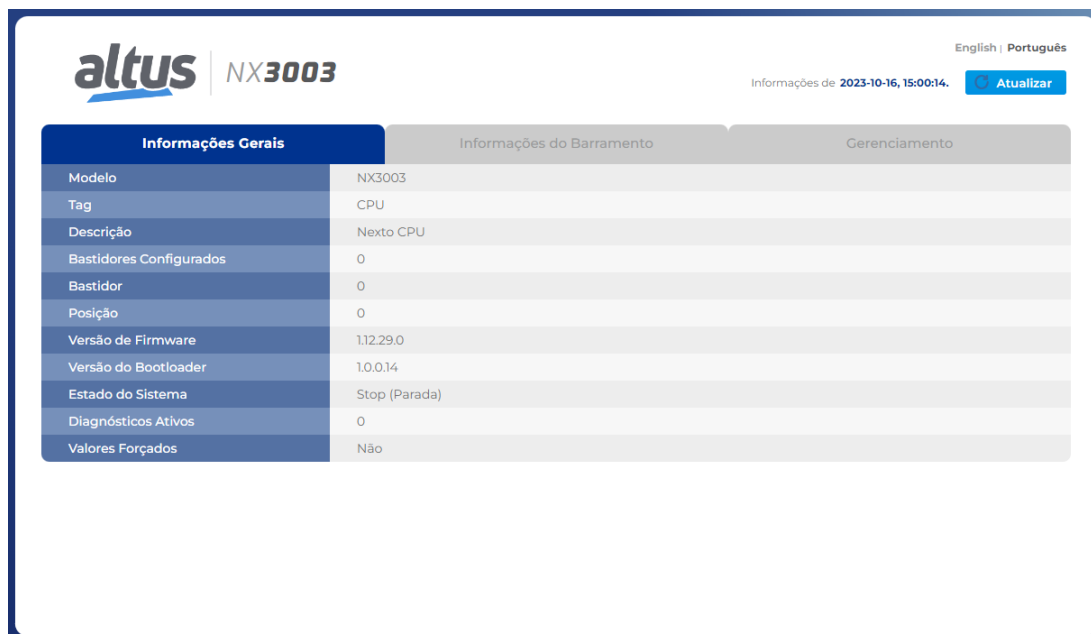 English | Português
altus NX3003
Informações de 2023-10-16, 15:00:14. Atualizar
Informações Gerais Informações do Barramento Gerenciamento
Modelo NX3003
Tag CPU
Descrição Nexto CPU
Bastidores Configurados 0
Bastidor 0
Posição 0
Versão de Firmware 1.12.29.0
Versão do Bootloader 1.0.0.14
Estado do Sistema Stop (Parada)
Diagnósticos Ativos 0
Valores Forçados Não